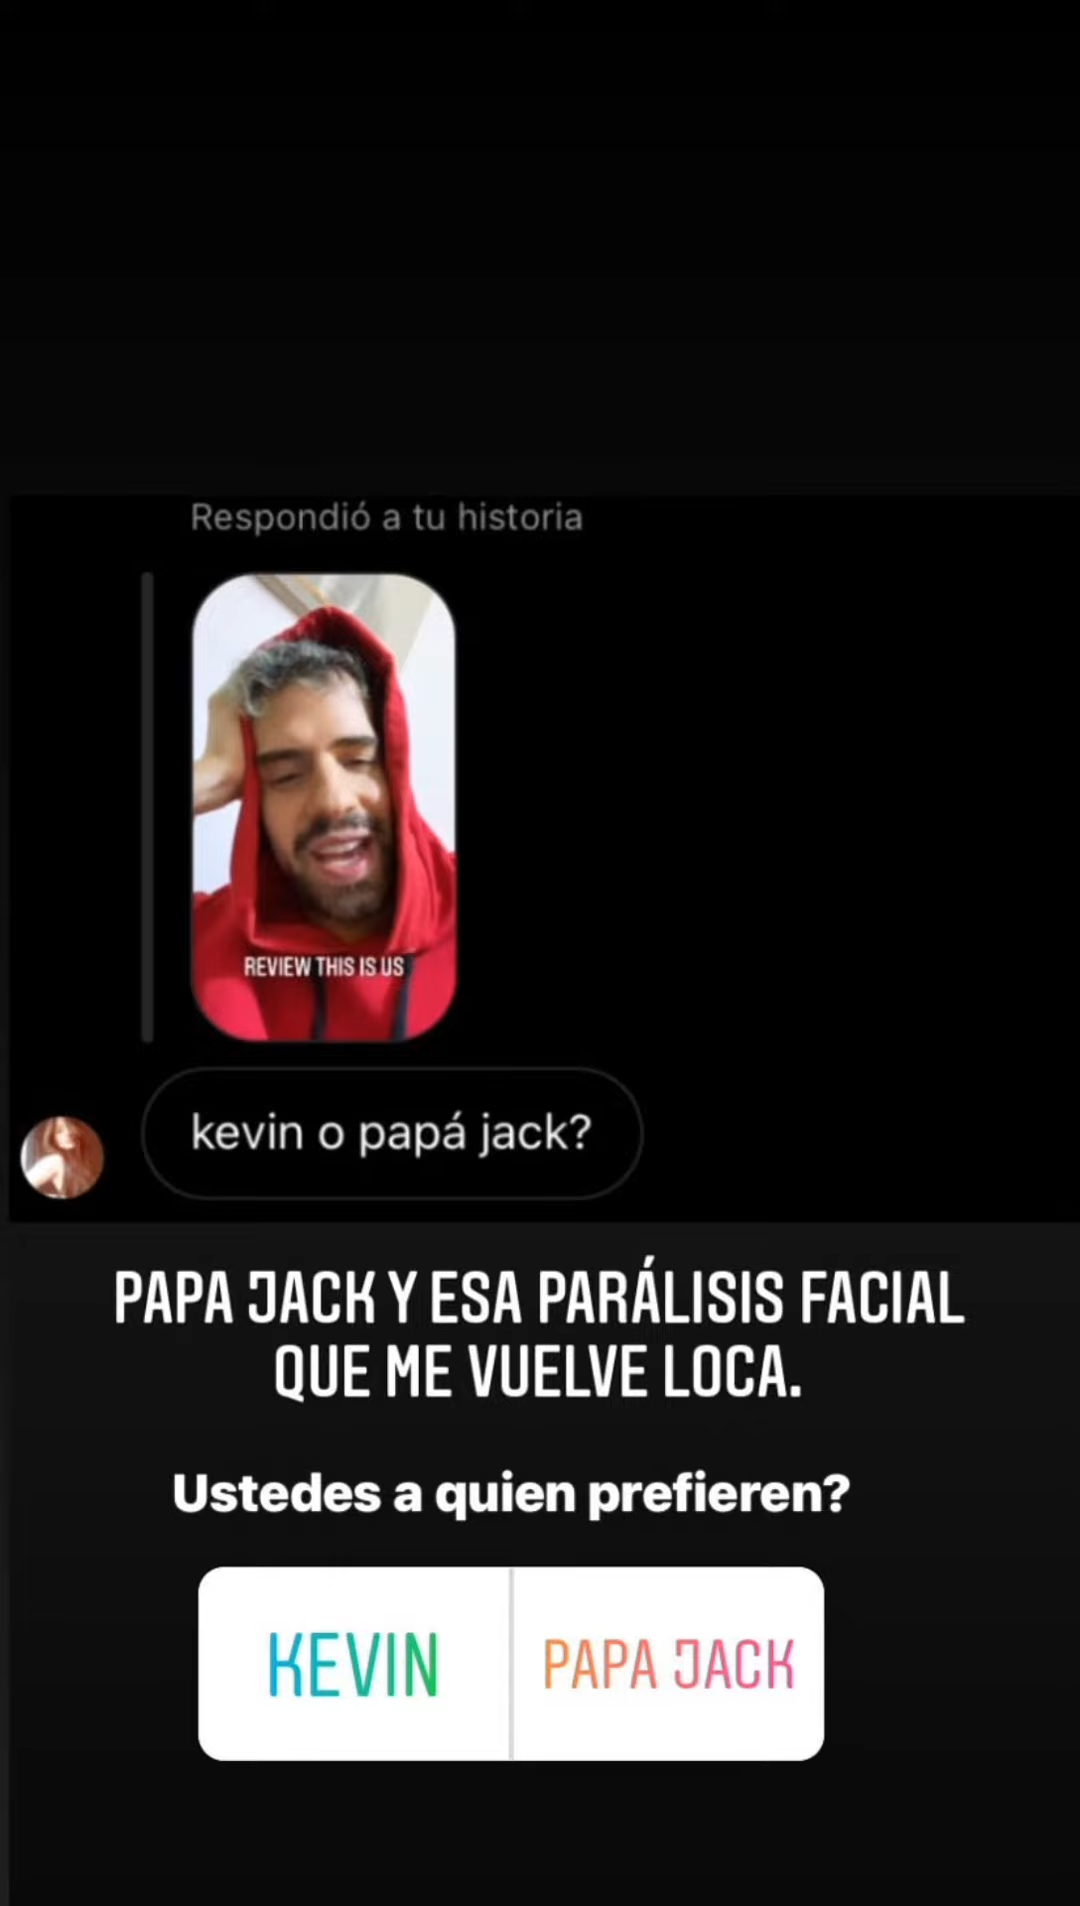 Respondió a tu historia
REVIEW THIS IS US
kevin o papá jack?
PAPA JACK Y ESA PARÁLISIS FACIAL
QUE ME VUELVE LOCA.
Ustedes a quien prefieren?
KEVIN
PAPA JACK